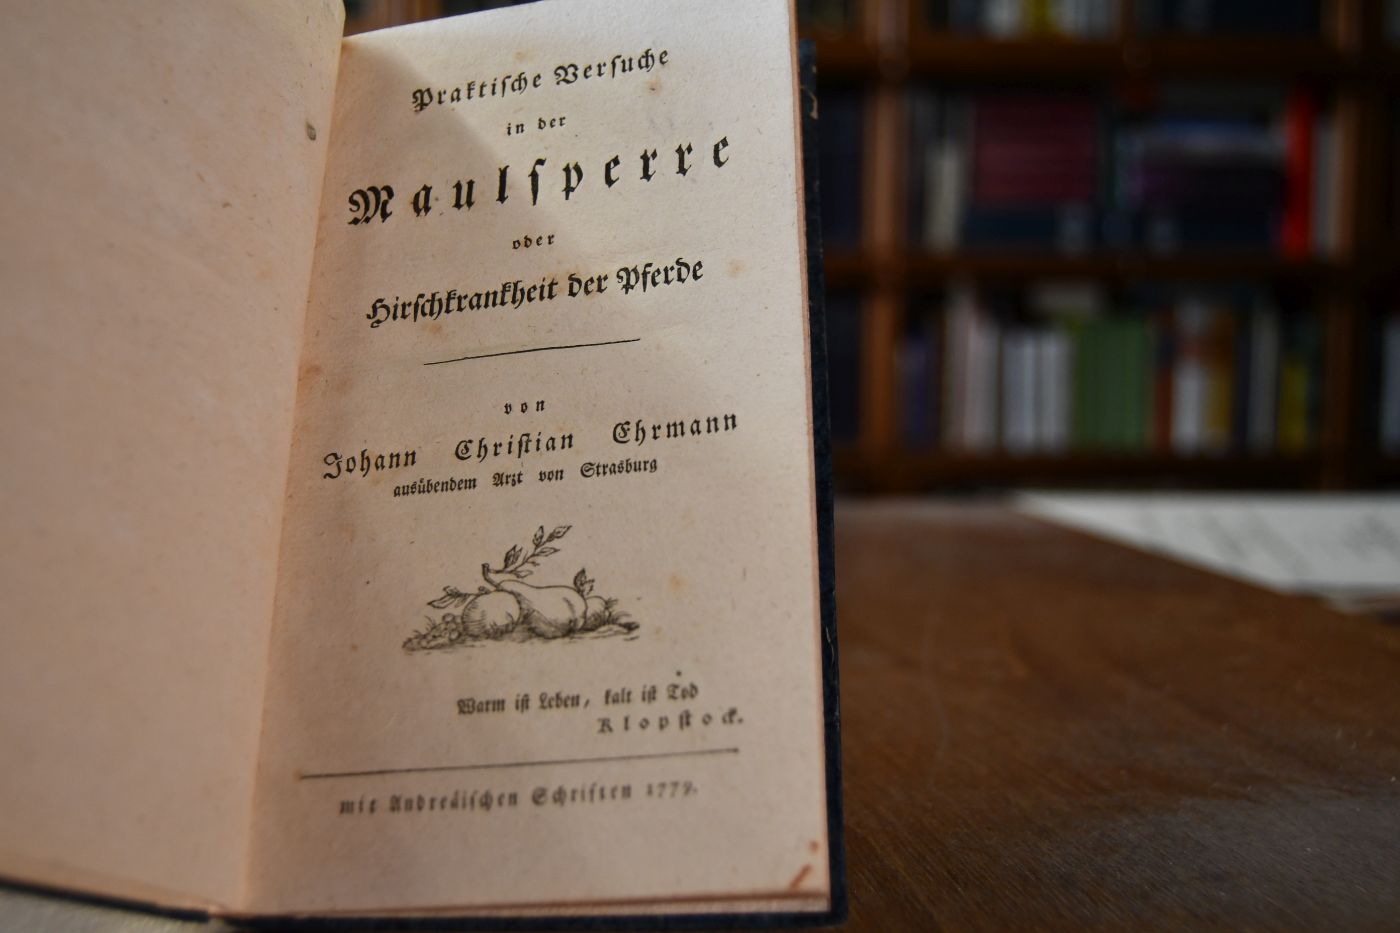 Praktiſche Verſuche
in der
Maulſperre
oder
Hirſchkrankheit der Pferde
von
Johann Chriſtian Ehrmann
ausübendem Arzt von Strasburg
Warm iſt Leben, kalt iſt Tod
Klopſtock.
mit Andreäiſchen Schriften 1779.